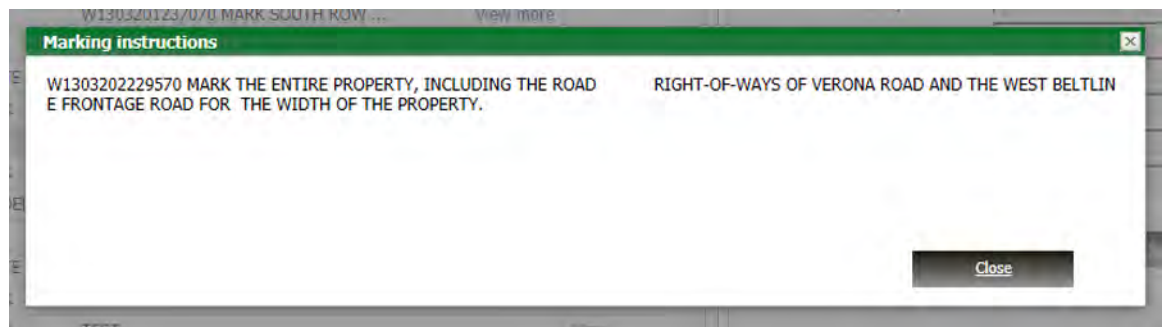 W1303201237070 MARK SOUTH ROW ... View more
Marking instructions
W1303202229570 MARK THE ENTIRE PROPERTY, INCLUDING THE ROAD RIGHT-OF-WAYS OF VERONA ROAD AND THE WEST BELTLIN
E FRONTAGE ROAD FOR THE WIDTH OF THE PROPERTY.
Close